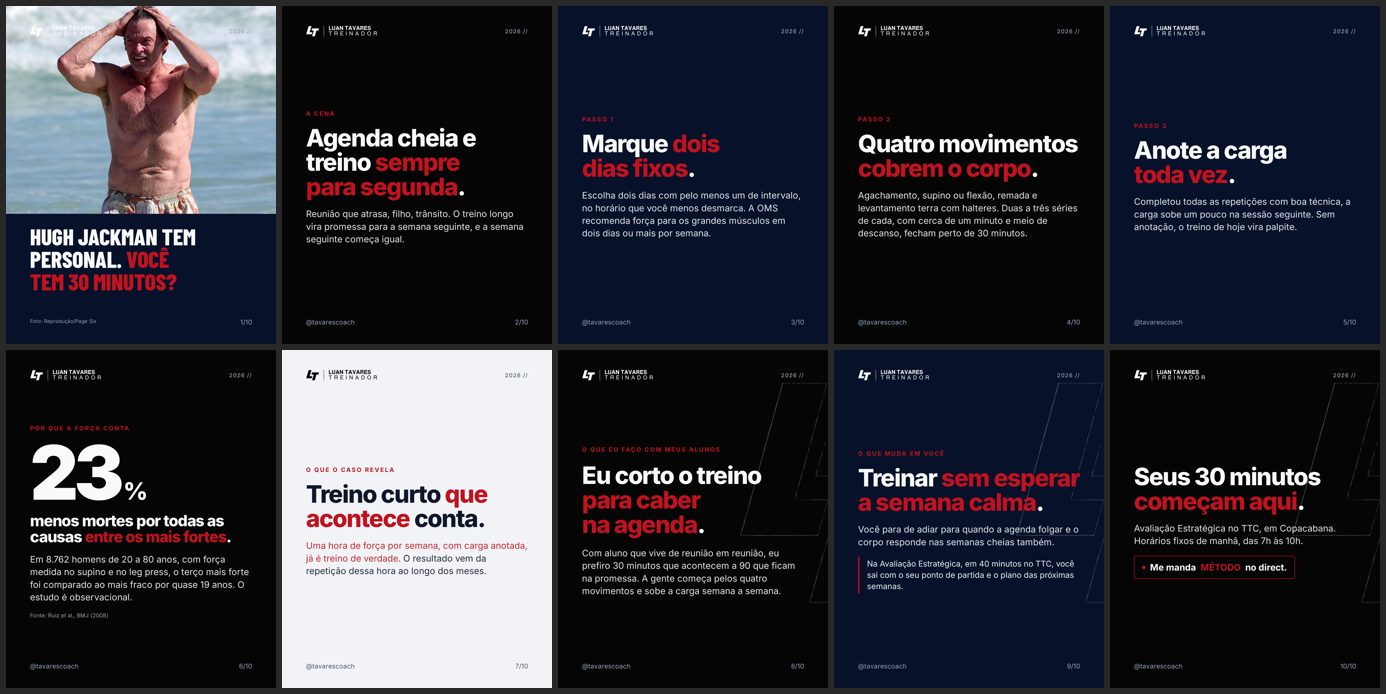 LT | LUAN TAVARES
TREINADOR
2026 //
HUGH JACKMAN TEM
PERSONAL. VOCÊ
TEM 30 MINUTOS?
Foto: Reprodução/Page Six
1/10
LT | LUAN TAVARES
TREINADOR
2026 //
A CENA
Agenda cheia e
treino sempre
para segunda.
Reunião que atrasa, filho, trânsito. O treino longo
vira promessa para a semana seguinte, e a semana
seguinte começa igual.
@tavarescoach
2/10
LT | LUAN TAVARES
TREINADOR
2026 //
PASSO 1
Marque dois
dias fixos.
Escolha dois dias com pelo menos um de intervalo,
no horário que você menos desmarca. A OMS
recomenda força para os grandes músculos em
dois dias ou mais por semana.
@tavarescoach
3/10
LT | LUAN TAVARES
TREINADOR
2026 //
PASSO 2
Quatro movimentos
cobrem o corpo.
Agachamento, supino ou flexão, remada e
levantamento terra com halteres. Duas a três séries
de cada, com cerca de um minuto e meio de
descanso, fecham perto de 30 minutos.
@tavarescoach
4/10
LT | LUAN TAVARES
TREINADOR
2026 //
PASSO 3
Anote a carga
toda vez.
Completou todas as repetições com boa técnica, a
carga sobe um pouco na sessão seguinte. Sem
anotação, o treino de hoje vira palpite.
@tavarescoach
5/10
LT | LUAN TAVARES
TREINADOR
2026 //
POR QUE A FORÇA CONTA
23%
menos mortes por todas as
causas entre os mais fortes.
Em 8.762 homens de 20 a 80 anos, com força
medida no supino e no leg press, o terço mais forte
foi comparado ao mais fraco por quase 19 anos. O
estudo é observacional.
Fonte: Ruiz et al., BMJ (2008)
@tavarescoach
6/10
LT | LUAN TAVARES
TREINADOR
2026 //
O QUE O CASO REVELA
Treino curto que
acontece conta.
Uma hora de força por semana, com carga anotada,
já é treino de verdade. O resultado vem da
repetição dessa hora ao longo dos meses.
@tavarescoach
7/10
LT | LUAN TAVARES
TREINADOR
2026 //
O QUE EU FAÇO COM MEUS ALUNOS
Eu corto o treino
para caber
na agenda.
Com aluno que vive de reunião em reunião, eu
prefiro 30 minutos que acontecem a 90 que ficam
na promessa. A gente começa pelos quatro
movimentos e sobe a carga semana a semana.
@tavarescoach
8/10
LT | LUAN TAVARES
TREINADOR
2026 //
O QUE MUDA EM VOCÊ
Treinar sem esperar
a semana calma.
Você para de adiar para quando a agenda folgar e o
corpo responde nas semanas cheias também.
Na Avaliação Estratégica, em 40 minutos no TTC, você
sai com o seu ponto de partida e o plano das próximas
semanas.
@tavarescoach
9/10
LT | LUAN TAVARES
TREINADOR
2026 //
Seus 30 minutos
começam aqui.
Avaliação Estratégica no TTC, em Copacabana.
Horários fixos de manhã, das 7h às 10h.
• Me manda MÉTODO no direct.
@tavarescoach
10/10